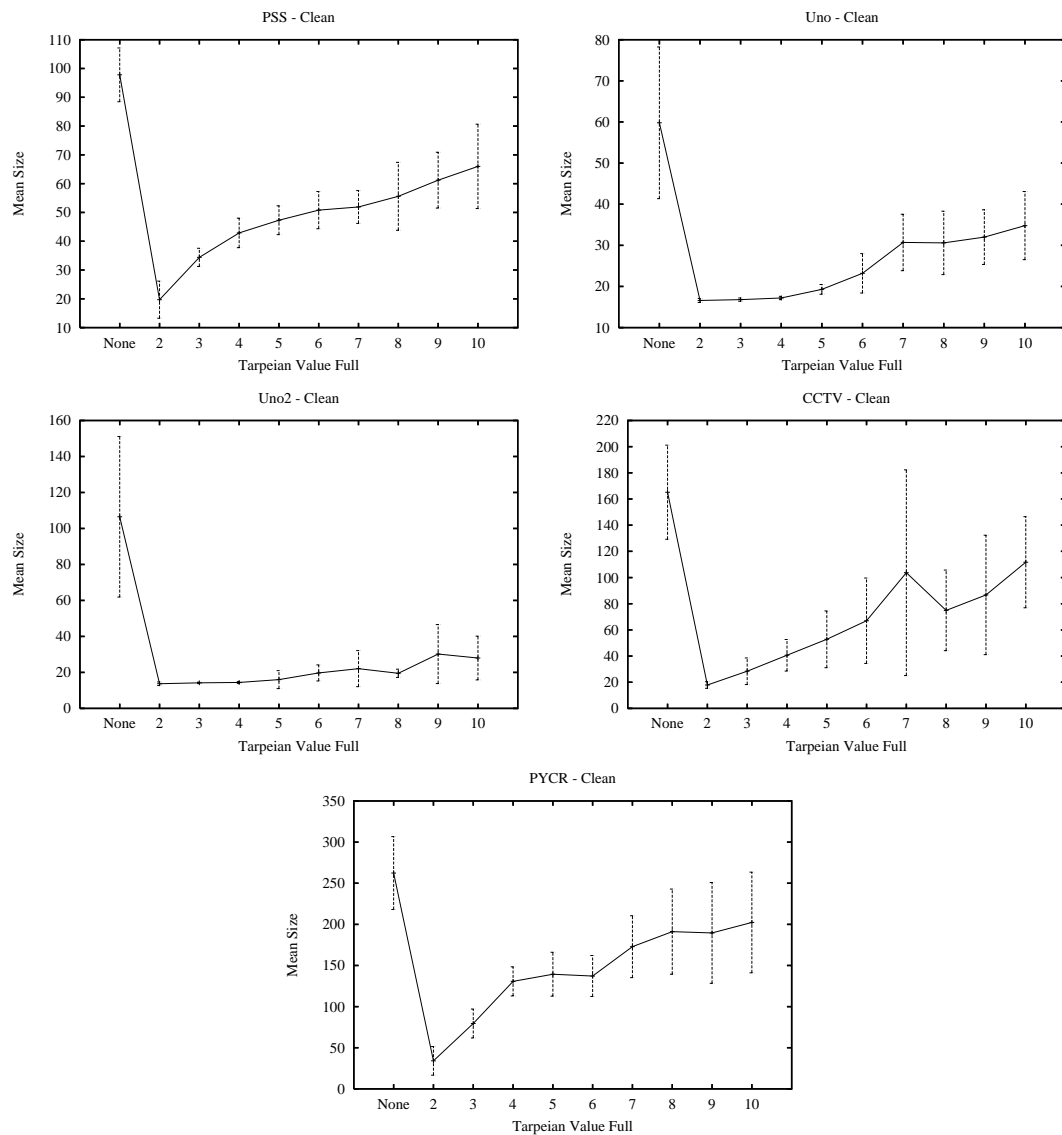 PSS - Clean
110
100
90
80
70
60
50
40
30
20
10
Mean Size
None 2 3 4 5 6 7 8 9 10
Tarpeian Value Full
Uno - Clean
80
70
60
50
40
30
20
10
Mean Size
None 2 3 4 5 6 7 8 9 10
Tarpeian Value Full
Uno2 - Clean
160
140
120
100
80
60
40
20
0
Mean Size
None 2 3 4 5 6 7 8 9 10
Tarpeian Value Full
CCTV - Clean
220
200
180
160
140
120
100
80
60
40
20
0
Mean Size
None 2 3 4 5 6 7 8 9 10
Tarpeian Value Full
PYCR - Clean
350
300
250
200
150
100
50
0
Mean Size
None 2 3 4 5 6 7 8 9 10
Tarpeian Value Full